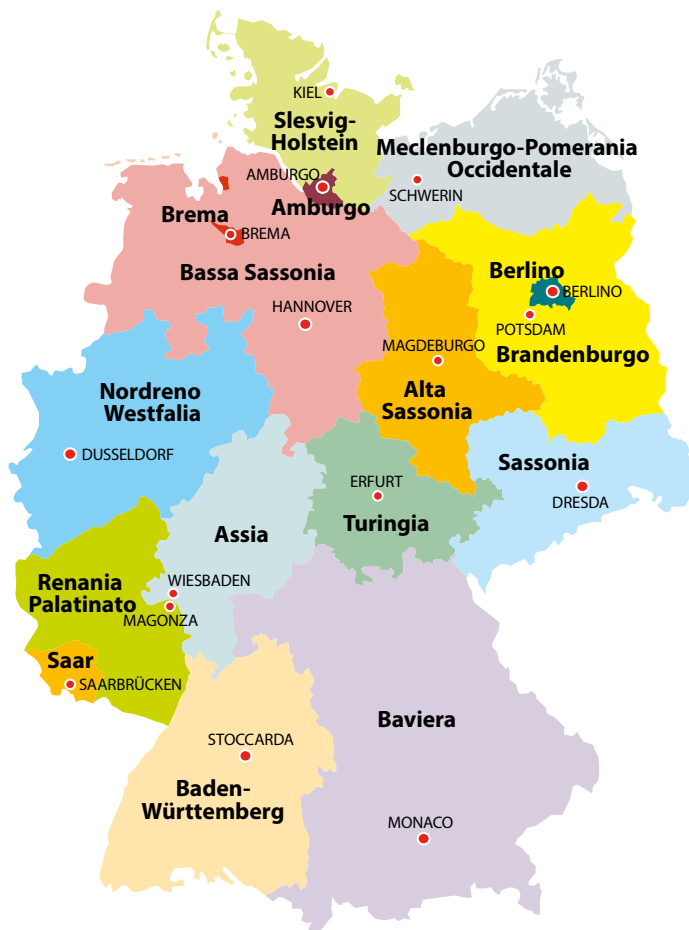 KIEL
Slesvig-
Holstein
Meclenburgo-Pomerania
Occidentale
AMBURGO
SCHWERIN
Amburgo
Brema
BREMA
Bassa Sassonia
Berlino
BERLINO
HANNOVER
POTSDAM
MAGDEBURGO
Brandenburgo
Nordreno
Westfalia
Alta
Sassonia
DUSSELDORF
Sassonia
ERFURT
DRESDA
Turingia
Assia
Renania
Palatinato
WIESBADEN
MAGONZA
Saar
SAARBRÜCKEN
Baviera
STOCCARDA
Baden-
Württemberg
MONACO